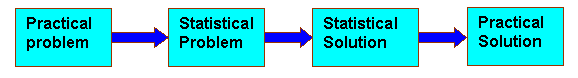 Practical
problem
Statistical
Problem
Statistical
Solution
Practical
Solution